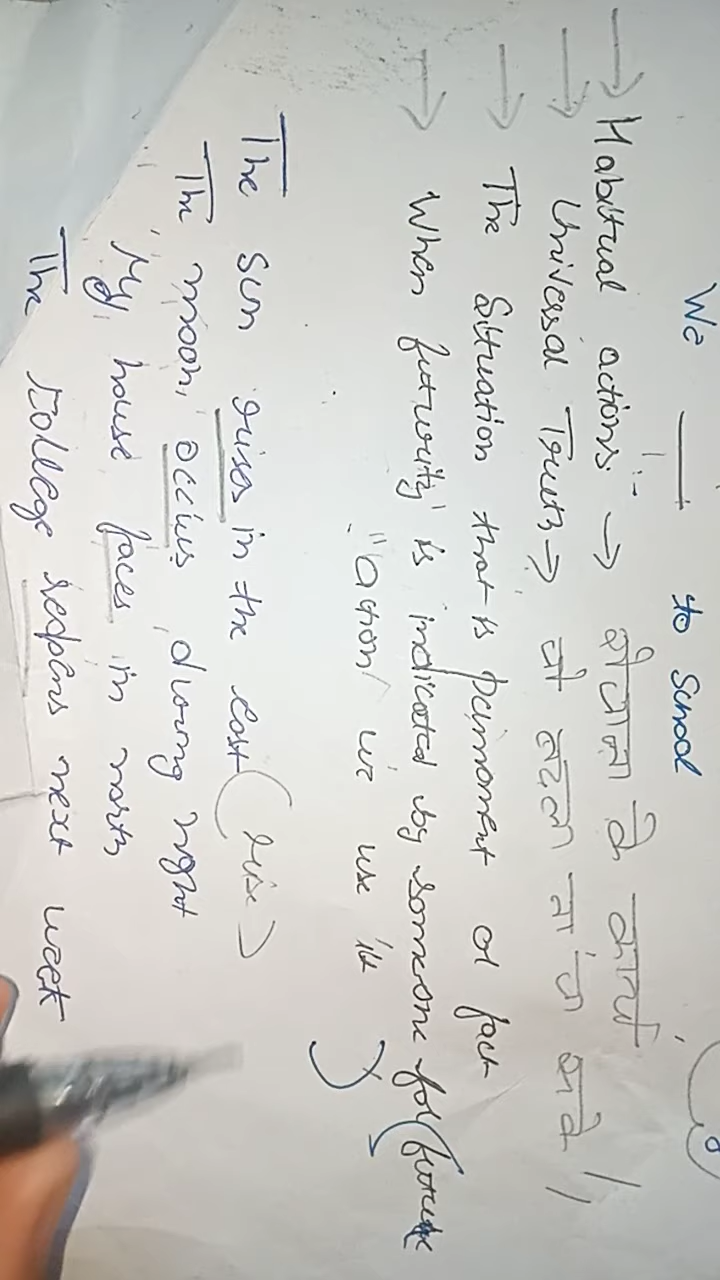 We ___ to School
→ Habitual actions :- → रोजाना के कार्य
→ Universal Truth → जो बदला ना जा सके /
→ The Situation that is permanent or fact
→ When futurity is indicated by someone for future
"action" we use it
The sun rises in the east (rise)
The moon, occurs during night
My house faces in north
The College reopens next week